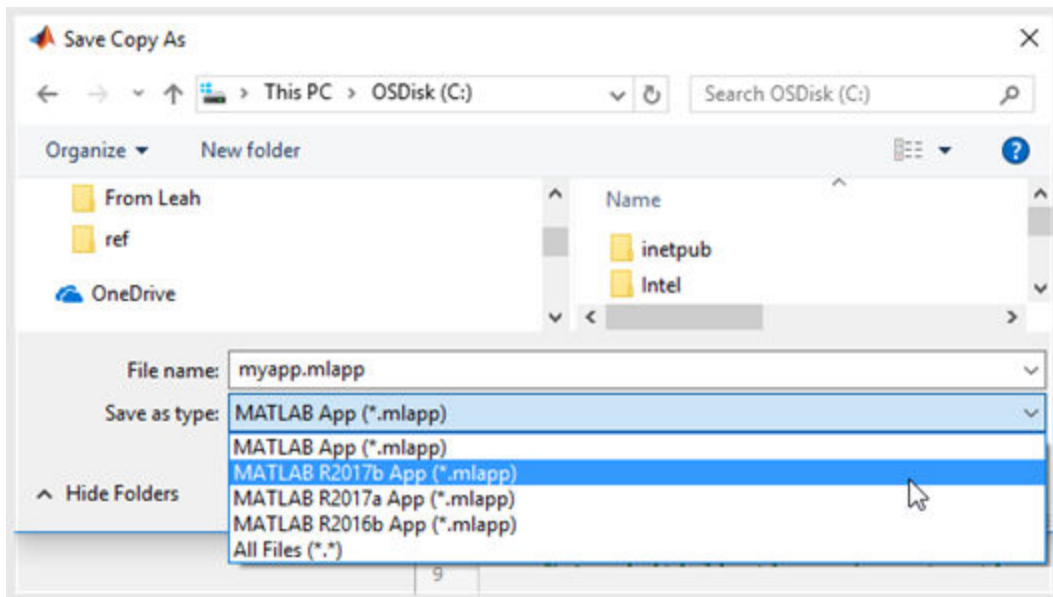 Save Copy As
This PC > OSDisk (C:)
Search OSDisk (C:)
Organize
New folder
?
From Leah
ref
OneDrive
Name
inetpub
Intel
File name: myapp.mlapp
Save as type: MATLAB App (*.mlapp)
MATLAB App (*.mlapp)
MATLAB R2017b App (*.mlapp)
MATLAB R2017a App (*.mlapp)
MATLAB R2016b App (*.mlapp)
All Files (*.*)
Hide Folders
9